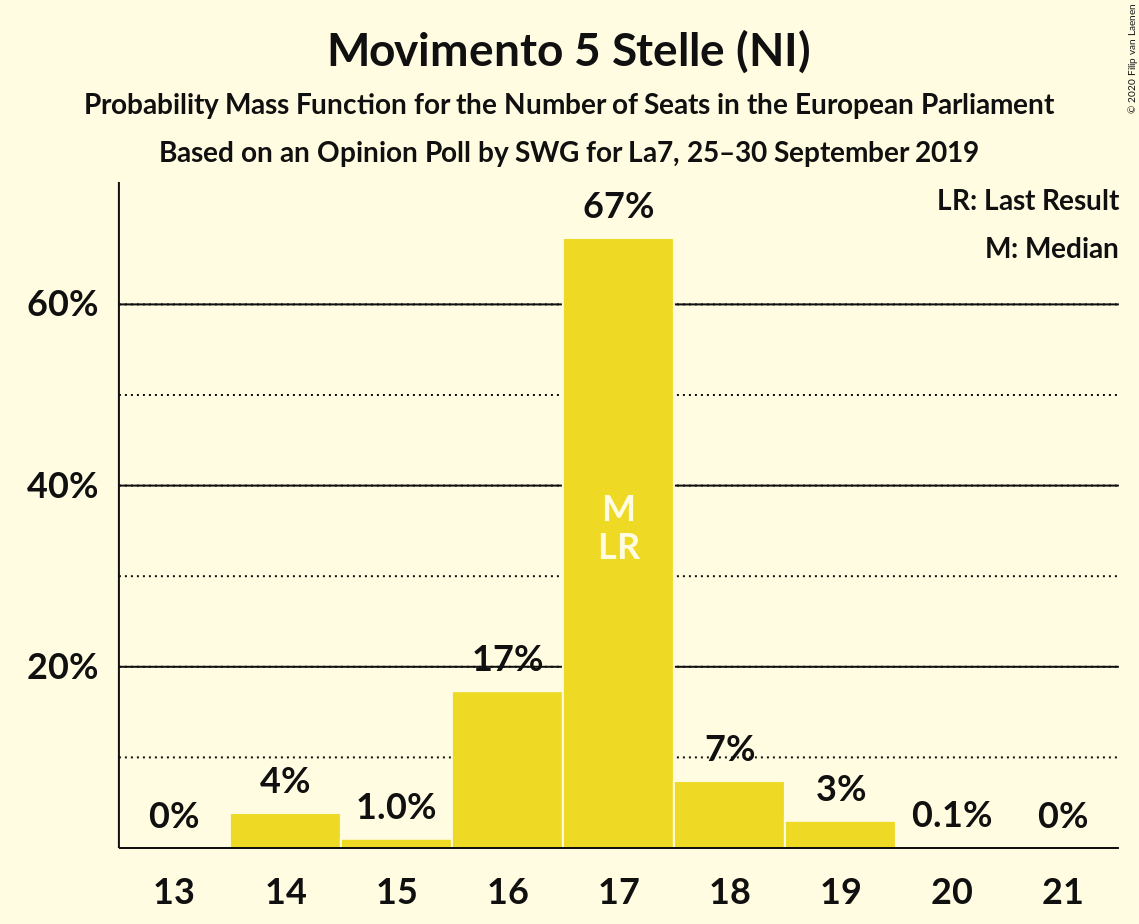 Movimento 5 Stelle (NI)
Probability Mass Function for the Number of Seats in the European Parliament
Based on an Opinion Poll by SWG for La7, 25–30 September 2019
© 2020 Filip van Laenen
LR: Last Result
M: Median
60%
40%
20%
0%
4%
1.0%
17%
67%
M
LR
7%
3%
0.1%
0%
13 14 15 16 17 18 19 20 21